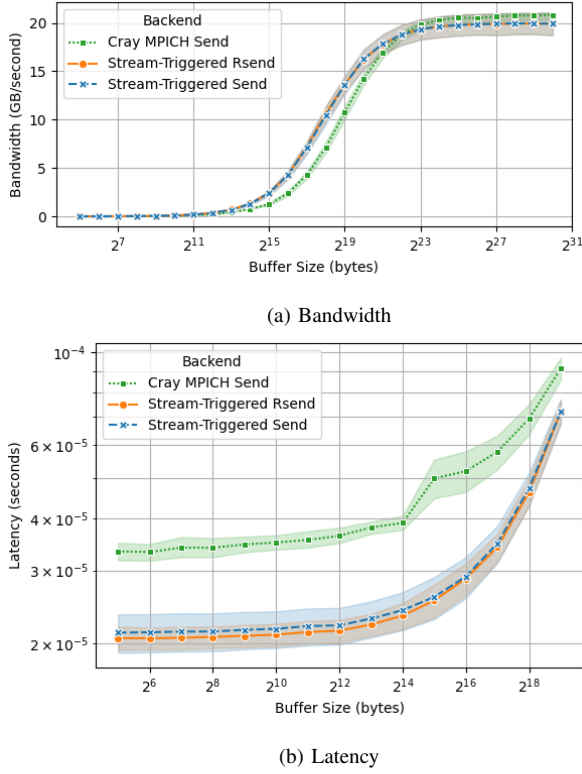 20
15
10
5
0
Bandwidth (GB/second)
Backend
Cray MPICH Send
Stream-Triggered Rsend
Stream-Triggered Send
2^7 2^11 2^15 2^19 2^23 2^27 2^31
Buffer Size (bytes)
(a) Bandwidth
10^−4
6 × 10^−5
4 × 10^−5
3 × 10^−5
2 × 10^−5
Latency (seconds)
Backend
Cray MPICH Send
Stream-Triggered Rsend
Stream-Triggered Send
2^6 2^8 2^10 2^12 2^14 2^16 2^18
Buffer Size (bytes)
(b) Latency